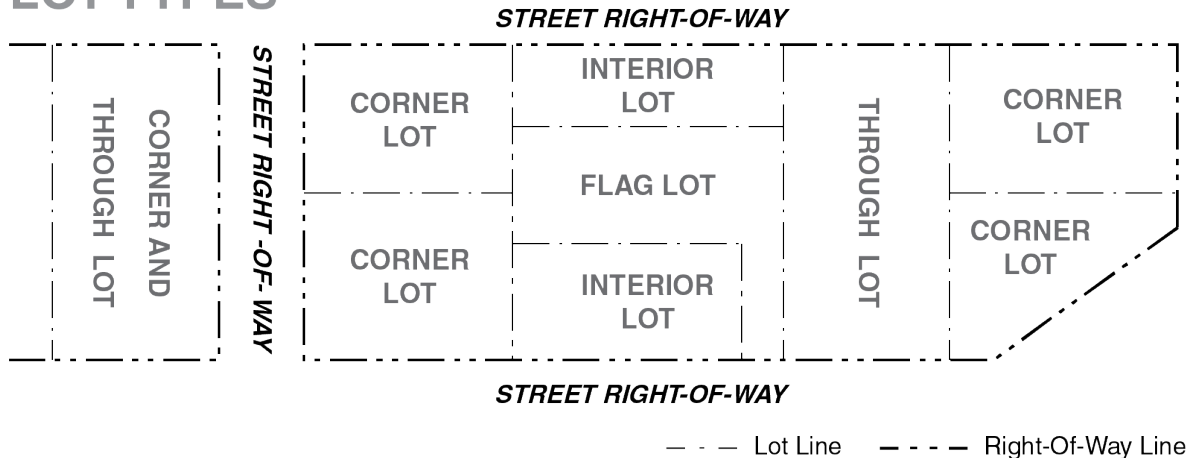 LOT TYPES
STREET RIGHT-OF-WAY
CORNER AND
THROUGH LOT
STREET RIGHT -OF- WAY
CORNER
LOT
INTERIOR
LOT
THROUGH LOT
CORNER
LOT
FLAG LOT
CORNER
LOT
INTERIOR
LOT
CORNER
LOT
STREET RIGHT-OF-WAY
Lot Line
Right-Of-Way Line